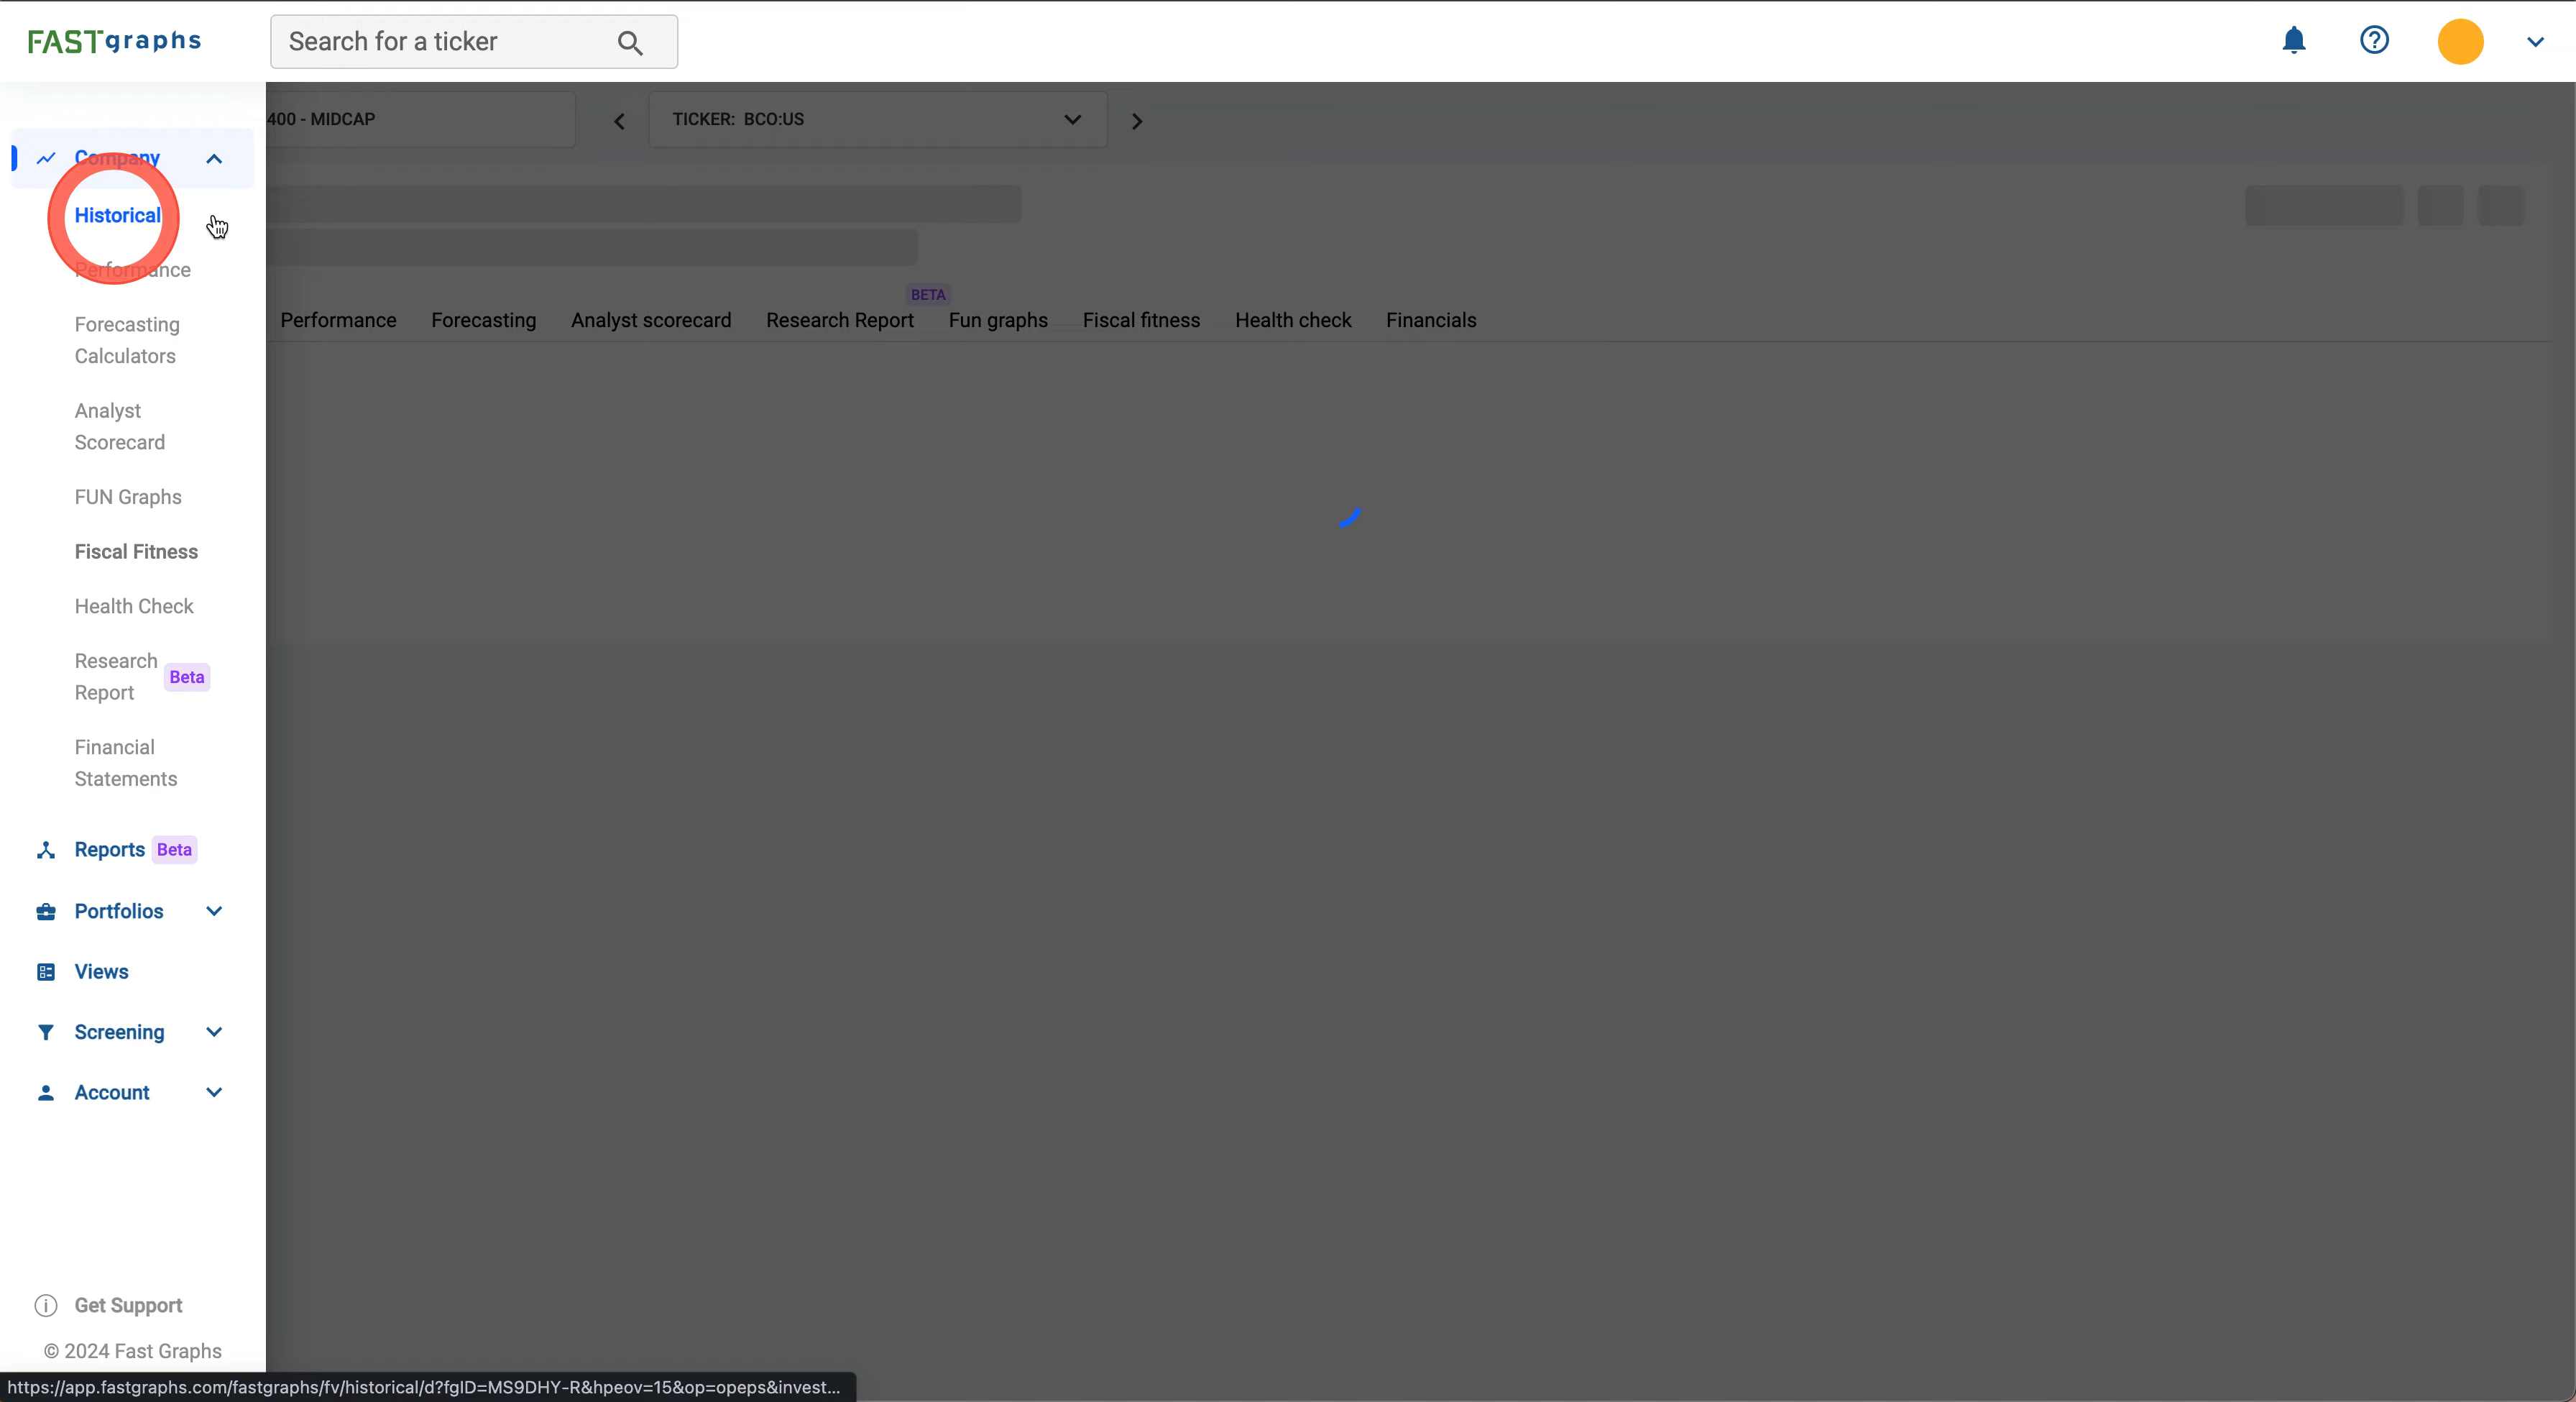 FASTgraphs
Search for a ticker
400 - MIDCAP
TICKER: BCO:US
Company
Historical
Performance
Forecasting
Calculators
Analyst
Scorecard
FUN Graphs
Fiscal Fitness
Health Check
Research
Report
Beta
Financial
Statements
Reports Beta
Portfolios
Views
Screening
Account
Get Support
© 2024 Fast Graphs
BETA
Performance Forecasting Analyst scorecard Research Report Fun graphs Fiscal fitness Health check Financials
https://app.fastgraphs.com/fastgraphs/fv/historical/d?fgID=MS9DHY-R&hpeov=15&op=opeps&invest...